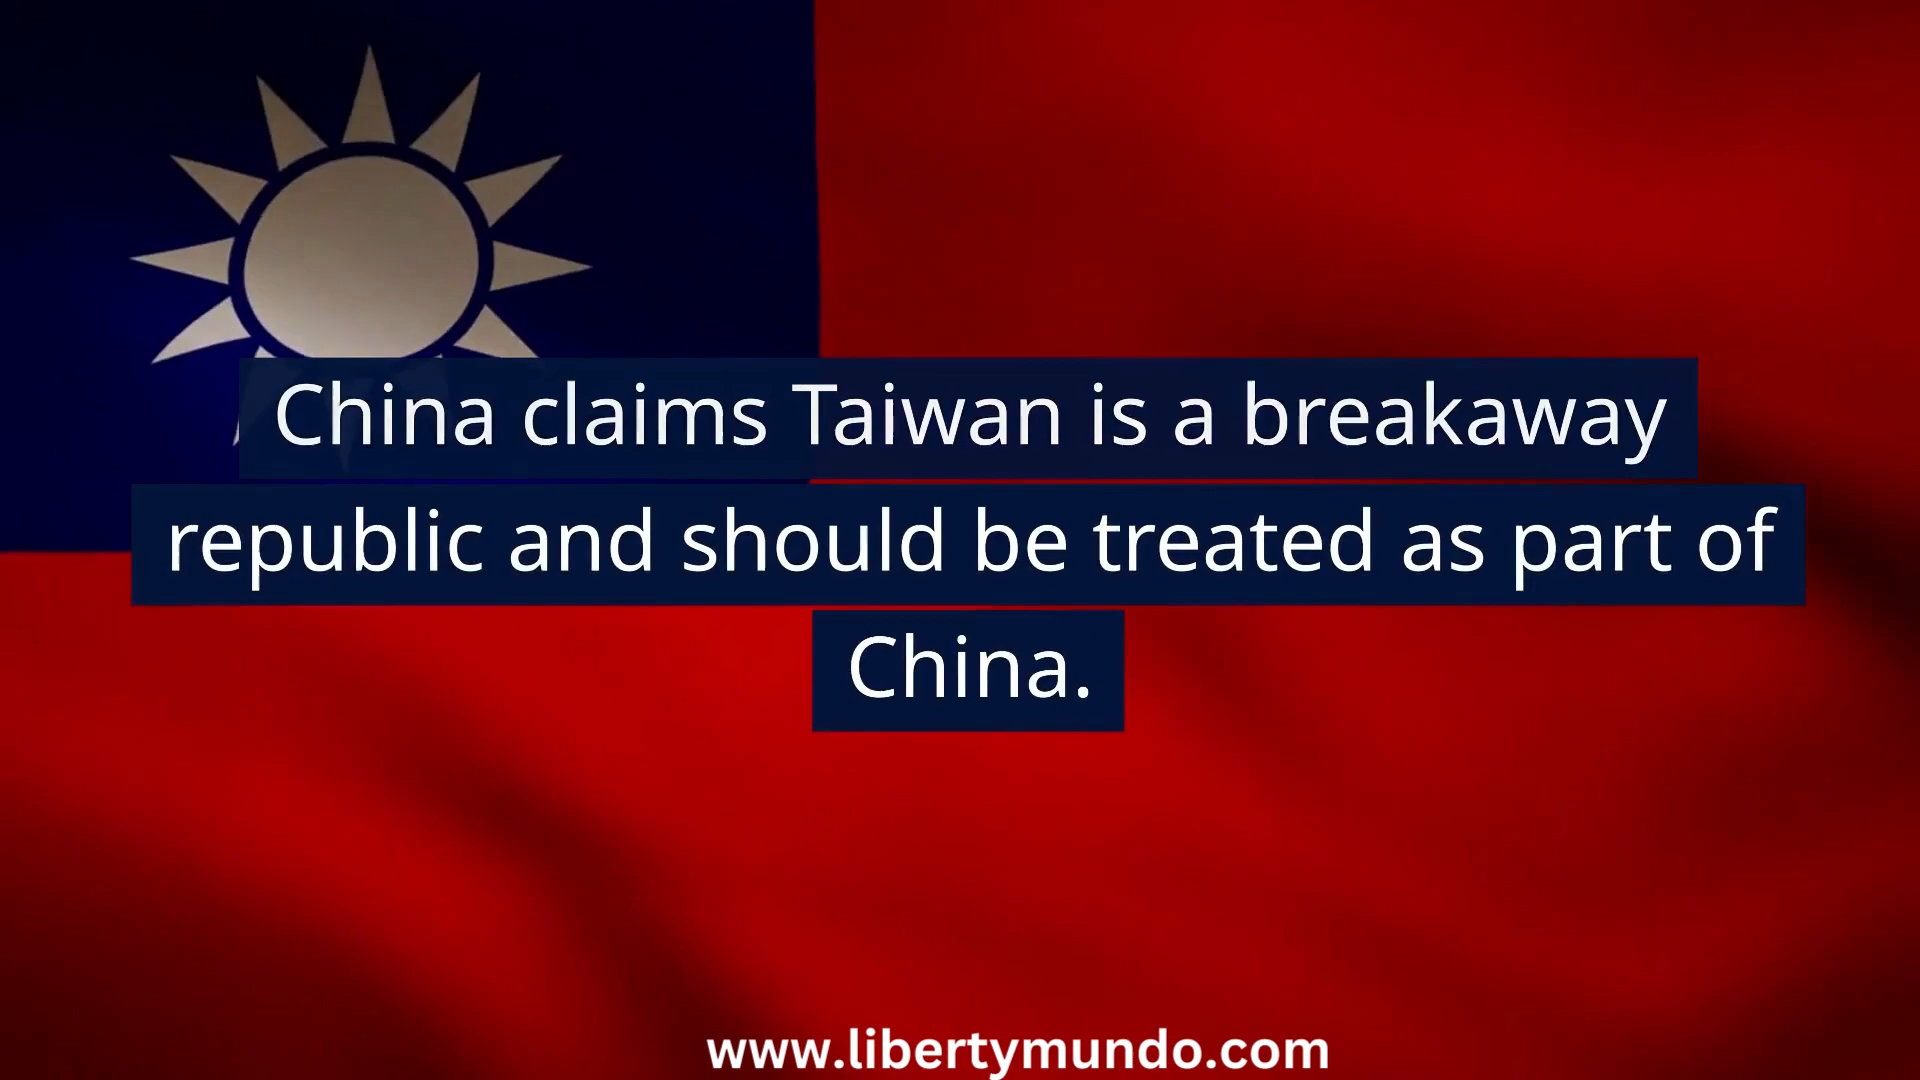 China claims Taiwan is a breakaway
republic and should be treated as part of
China.
www.libertymundo.com